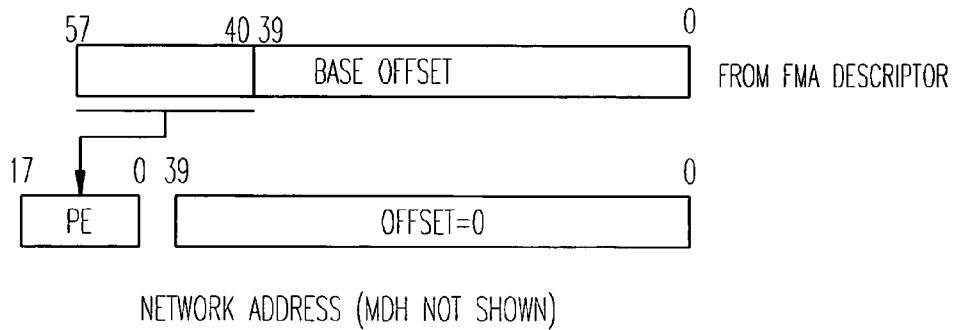 57 40 39 0
BASE OFFSET FROM FMA DESCRIPTOR
17 0 39 0
PE OFFSET=0
NETWORK ADDRESS (MDH NOT SHOWN)